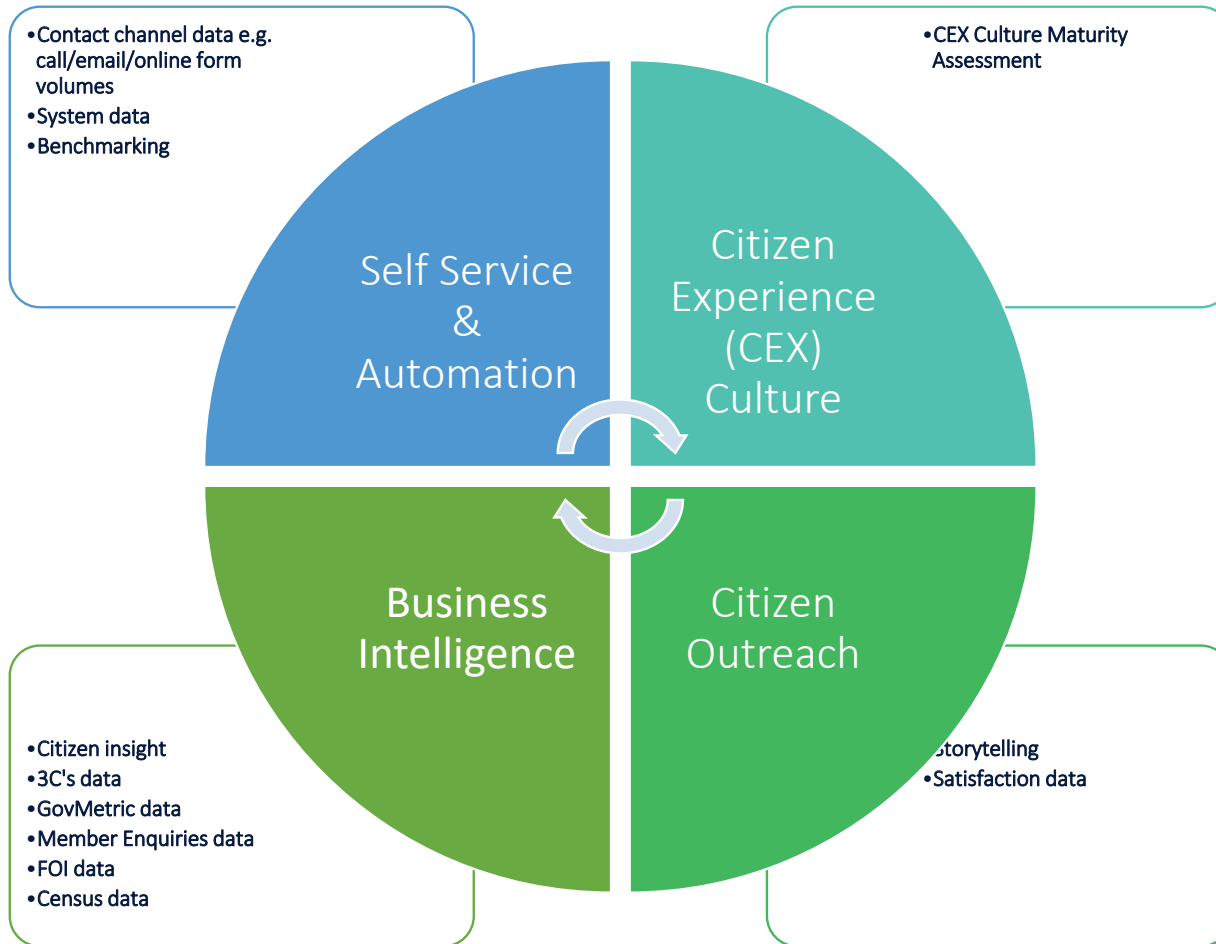 •Contact channel data e.g.
call/email/online form
volumes
•System data
•Benchmarking
•CEX Culture Maturity
Assessment
Self Service
&
Automation
Citizen
Experience
(CEX)
Culture
Business
Intelligence
Citizen
Outreach
•Citizen insight
•3C's data
•GovMetric data
•Member Enquiries data
•FOI data
•Census data
Storytelling
•Satisfaction data